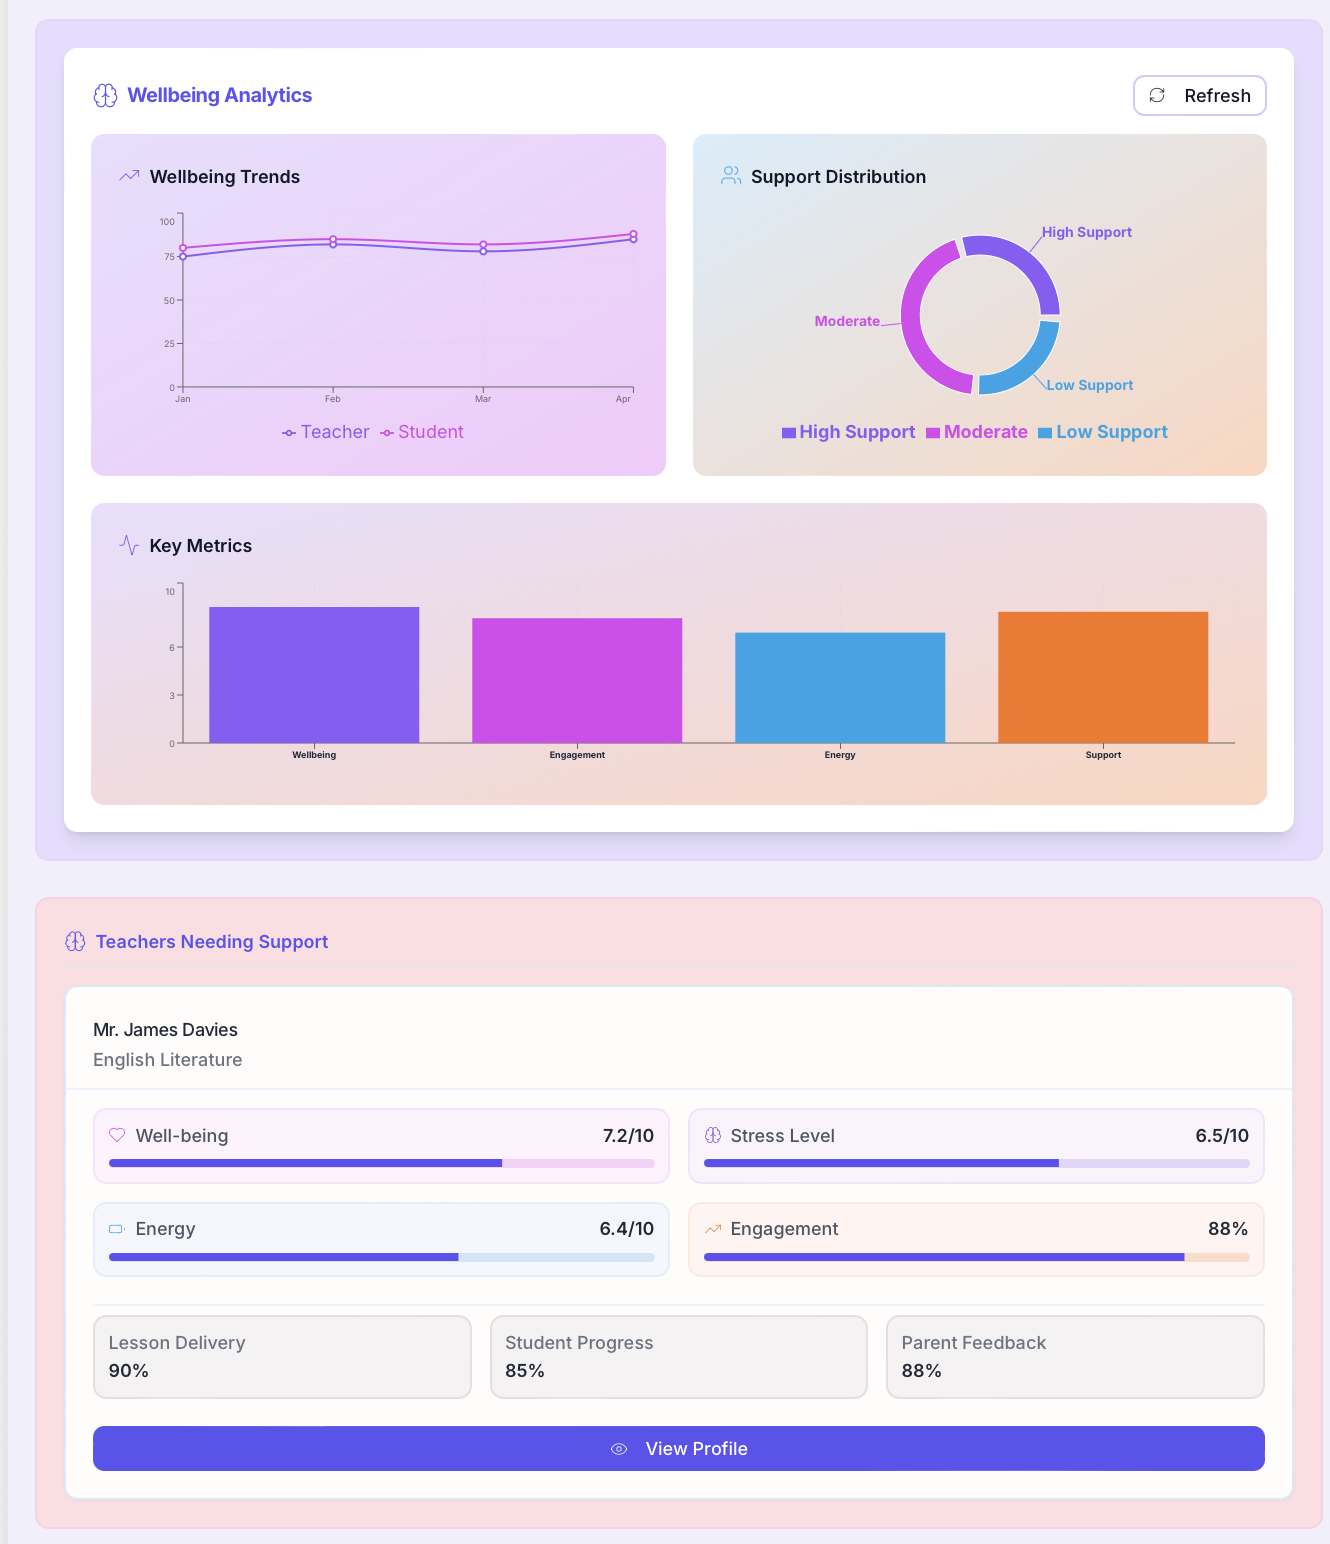 Wellbeing Analytics
Refresh
Wellbeing Trends
100
75
50
25
0
Jan Feb Mar Apr
Teacher Student
Support Distribution
High Support
Moderate
Low Support
High Support Moderate Low Support
Key Metrics
10
6
3
0
Wellbeing Engagement Energy Support
Teachers Needing Support
Mr. James Davies
English Literature
Well-being 7.2/10
Stress Level 6.5/10
Energy 6.4/10
Engagement 88%
Lesson Delivery
90%
Student Progress
85%
Parent Feedback
88%
View Profile